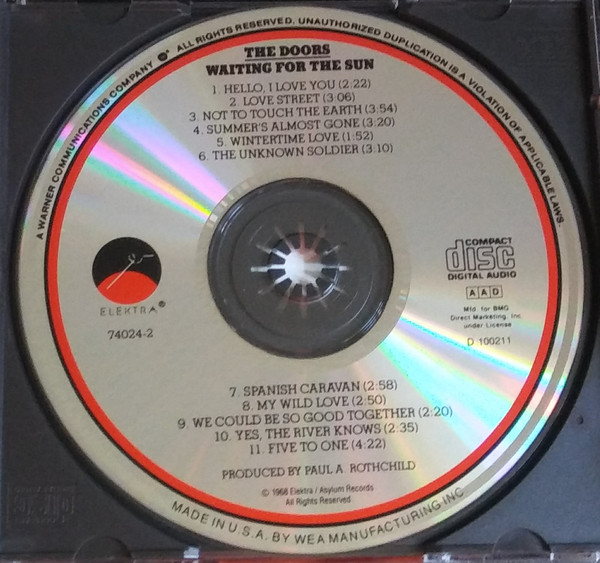 A WARNER COMMUNICATIONS COMPANY ALL RIGHTS RESERVED. UNAUTHORIZED DUPLICATION IS A VIOLATION OF APPLICABLE LAWS.
THE DOORS
WAITING FOR THE SUN
1. HELLO, I LOVE YOU (2:22)
2. LOVE STREET (3:06)
3. NOT TO TOUCH THE EARTH (3:54)
4. SUMMER'S ALMOST GONE (3:20)
5. WINTERTIME LOVE (1:52)
6. THE UNKNOWN SOLDIER (3:10)
ELEKTRA®
74024-2
COMPACT
disc
DIGITAL AUDIO
AAD
Mfd. for BMG
Direct Marketing, Inc.
under License
D 100211
7. SPANISH CARAVAN (2:58)
8. MY WILD LOVE (2:50)
9. WE COULD BE SO GOOD TOGETHER (2:20)
10. YES, THE RIVER KNOWS (2:35)
11. FIVE TO ONE (4:22)
PRODUCED BY PAUL A. ROTHCHILD
© 1968 Elektra / Asylum Records
All Rights Reserved
MADE IN U.S.A. BY WEA MANUFACTURING INC